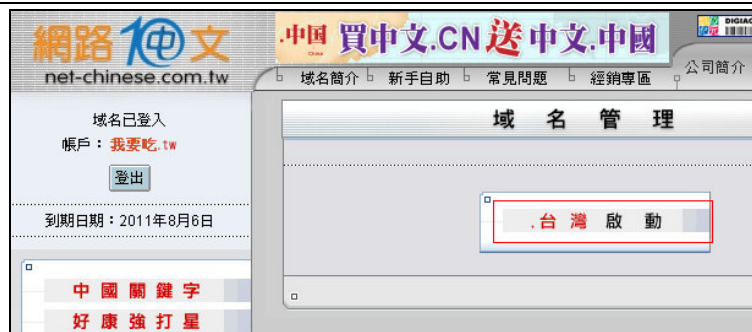 網路中文
net-chinese.com.tw
.中国 買中文.CN送中文.中國
域名簡介
新手自助
常見問題
經銷專區
公司簡介
域名已登入
帳戶：我要吃.tw
登出
到期日期：2011年8月6日
域名管理
.台灣啟動
中國關鍵字
好康強打星